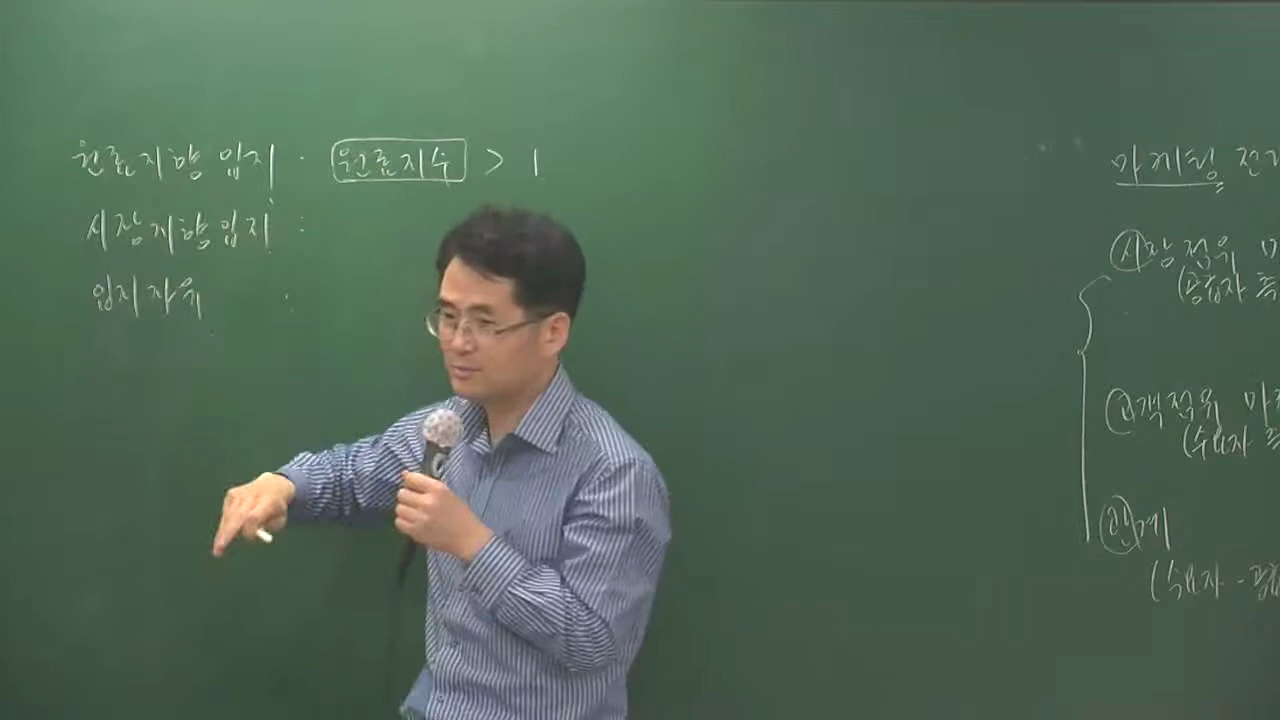 원료지향 입지 · 원료지수 > 1
시장지향 입지 :
입지자유 :
마케팅 전
시장점유 마
(공급자 측
고객점유 마
(수요자 측
관계
(수요자 - 공급